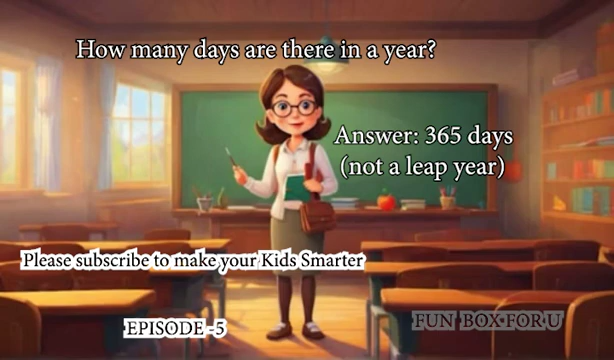 How many days are there in a year?
Answer: 365 days
(not a leap year)
Please subscribe to make your Kids Smarter
EPISODE -5
FUN BOX FOR U